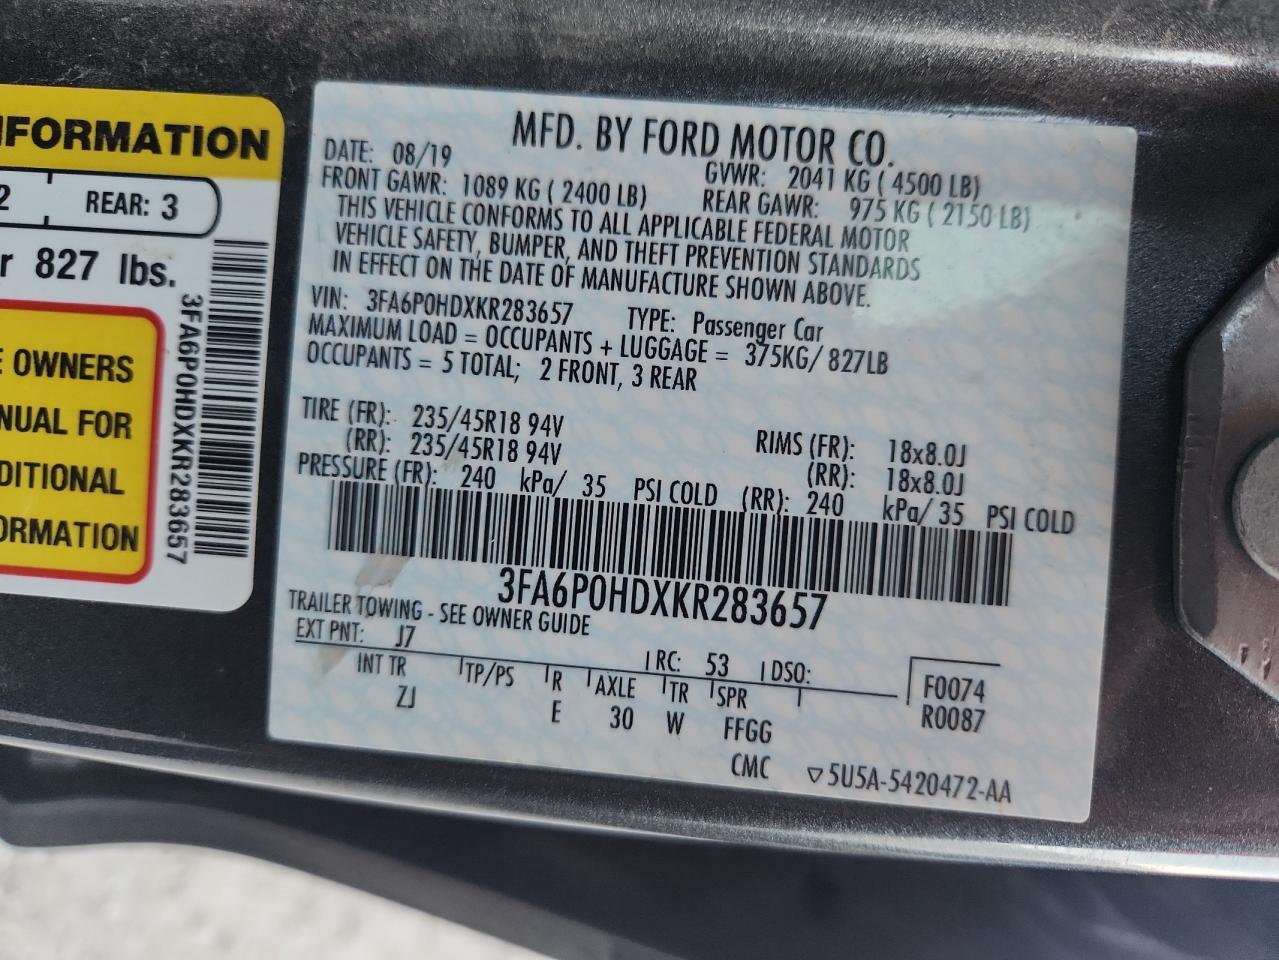 INFORMATION
2 REAR: 3
r 827 lbs.
E OWNERS
NUAL FOR
DITIONAL
ORMATION
3FA6P0HDXKR283657
MFD. BY FORD MOTOR CO.
DATE: 08/19 GVWR: 2041 KG ( 4500 LB)
FRONT GAWR: 1089 KG ( 2400 LB) REAR GAWR: 975 KG ( 2150 LB)
THIS VEHICLE CONFORMS TO ALL APPLICABLE FEDERAL MOTOR
VEHICLE SAFETY, BUMPER, AND THEFT PREVENTION STANDARDS
IN EFFECT ON THE DATE OF MANUFACTURE SHOWN ABOVE.
VIN: 3FA6P0HDXKR283657 TYPE: Passenger Car
MAXIMUM LOAD = OCCUPANTS + LUGGAGE = 375KG/ 827LB
OCCUPANTS = 5 TOTAL; 2 FRONT, 3 REAR
TIRE (FR): 235/45R18 94V RIMS (FR): 18x8.0J
(RR): 235/45R18 94V (RR): 18x8.0J
PRESSURE (FR): 240 kPa/ 35 PSI COLD (RR): 240 kPa/ 35 PSI COLD
3FA6P0HDXKR283657
TRAILER TOWING - SEE OWNER GUIDE
EXT PNT: J7 RC: 53 DSO:
INT TR TP/PS R AXLE TR SPR F0074
ZJ E 30 W FFGG R0087
CMC ▽5U5A-5420472-AA